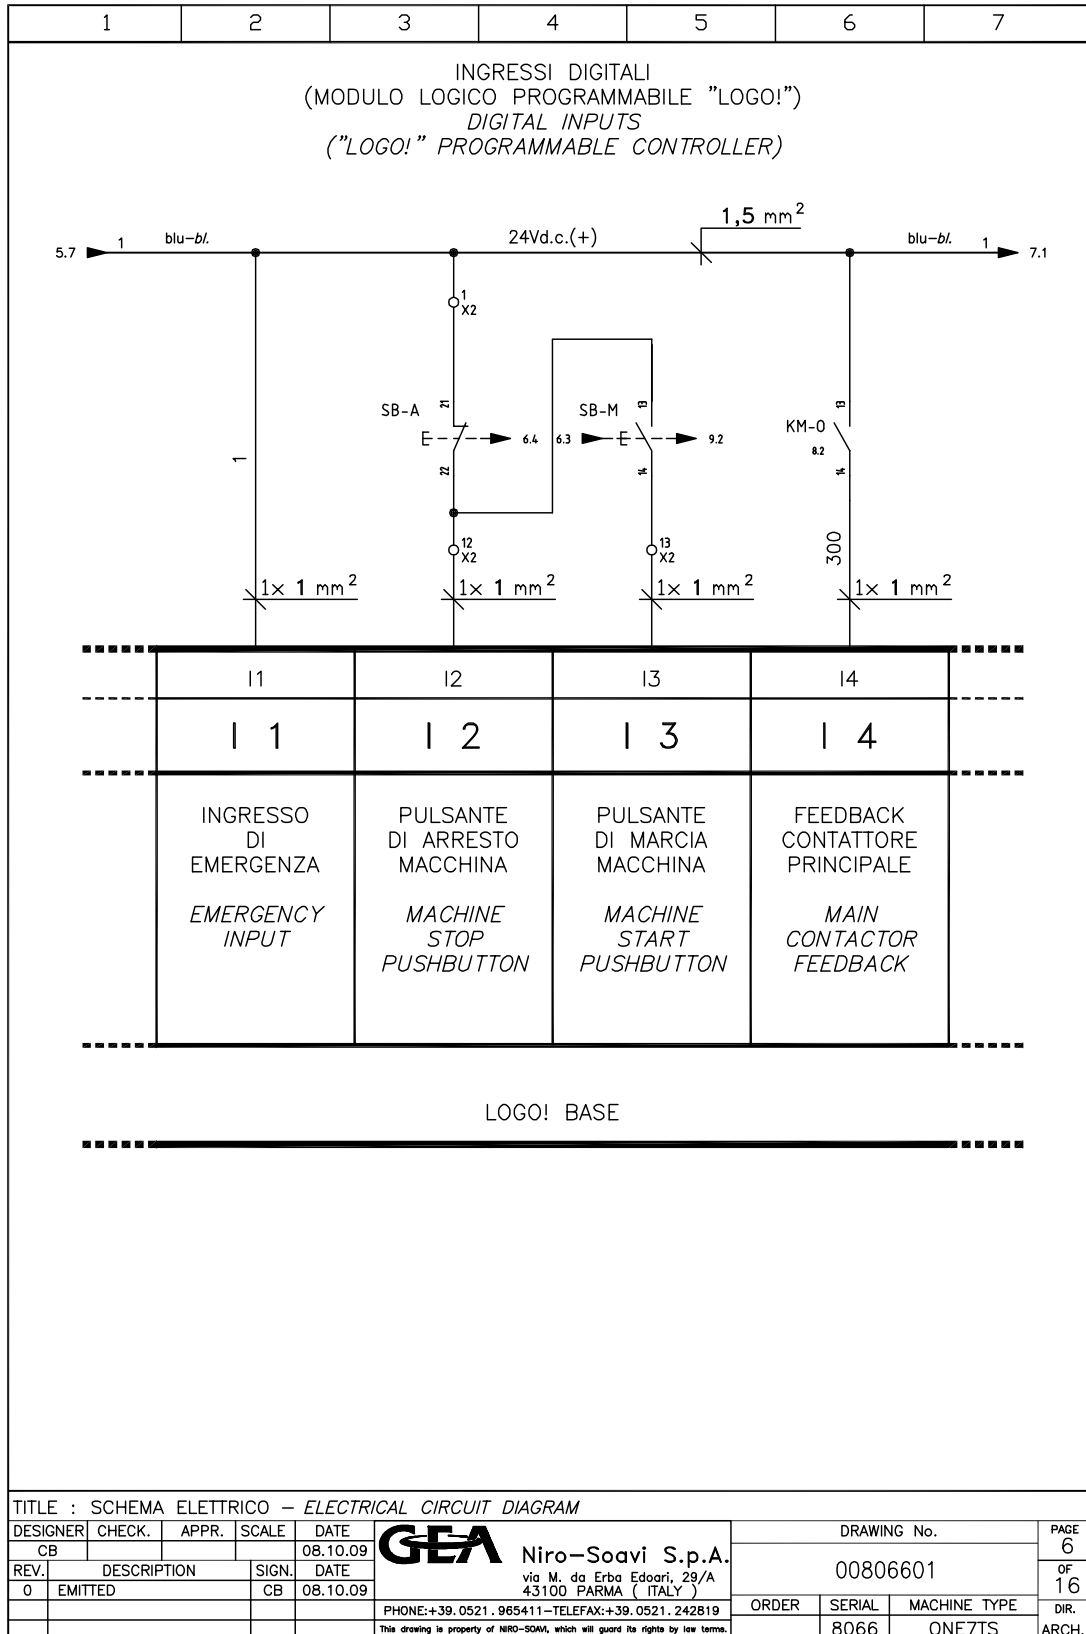 1 2 3 4 5 6 7
INGRESSI DIGITALI
(MODULO LOGICO PROGRAMMABILE "LOGO!")
DIGITAL INPUTS
("LOGO!" PROGRAMMABLE CONTROLLER)
1,5 mm²
5.7 1 blu-bl. 24Vd.c.(+) blu-bl. 1 7.1
1
X2
SB-A 21 SB-M 13 KM-0 13
E 6.4 6.3 E 9.2 8.2
1 22 14 14
12
X2
13
X2
300
1x 1 mm² 1x 1 mm² 1x 1 mm² 1x 1 mm²
I1 I2 I3 I4
I 1 I 2 I 3 I 4
INGRESSO
DI
EMERGENZA
EMERGENCY
INPUT
PULSANTE
DI ARRESTO
MACCHINA
MACHINE
STOP
PUSHBUTTON
PULSANTE
DI MARCIA
MACCHINA
MACHINE
START
PUSHBUTTON
FEEDBACK
CONTATTORE
PRINCIPALE
MAIN
CONTACTOR
FEEDBACK
LOGO! BASE
TITLE : SCHEMA ELETTRICO - ELECTRICAL CIRCUIT DIAGRAM
DESIGNER CHECK. APPR. SCALE DATE
CB 08.10.09
REV. DESCRIPTION SIGN. DATE
0 EMITTED CB 08.10.09
GEA
Niro-Soavi S.p.A.
via M. da Erba Edoari, 29/A
43100 PARMA ( ITALY )
PHONE:+39.0521.965411-TELEFAX:+39.0521.242819
This drawing is property of NIRO-SOAVI, which will guard its rights by law terms.
DRAWING No.
00806601
ORDER SERIAL MACHINE TYPE
8066 ONE7TS
PAGE
6
OF
16
DIR.
ARCH.